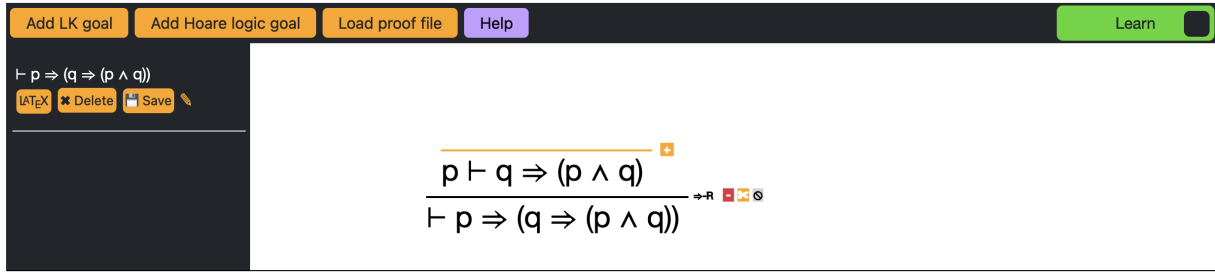 Add LK goal Add Hoare logic goal Load proof file Help Learn
⊢ p ⇒ (q ⇒ (p ∧ q))
LATEX ✖ Delete 💾 Save ✎
+
p ⊢ q ⇒ (p ∧ q)
⇒-R -
⊢ p ⇒ (q ⇒ (p ∧ q))